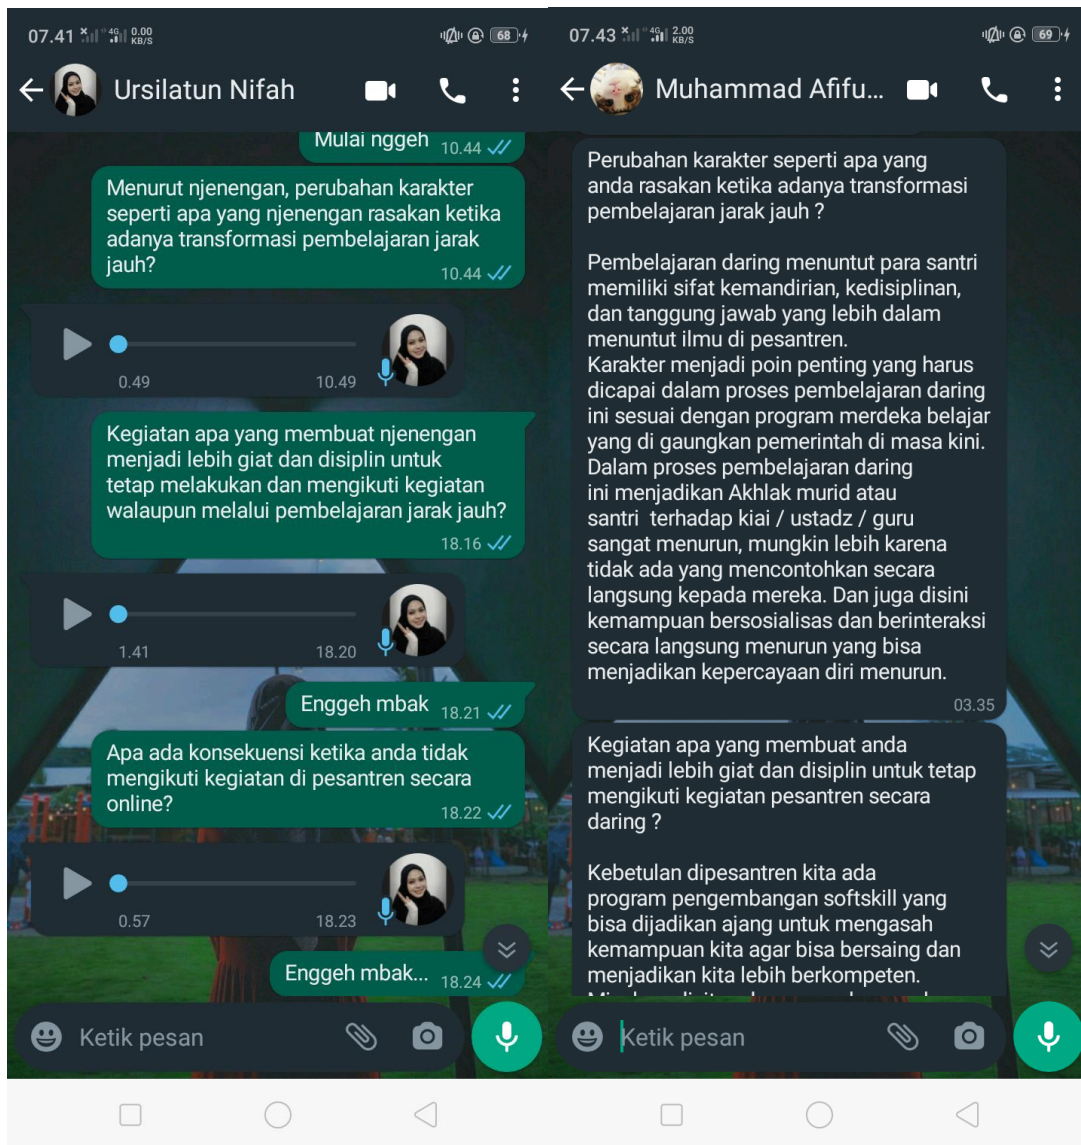 07.41 4G 0.00 KB/S 68
Ursilatun Nifah
Mulai nggeh 10.44
Menurut njenengan, perubahan karakter
seperti apa yang njenengan rasakan ketika
adanya transformasi pembelajaran jarak
jauh? 10.44
0.49 10.49
Kegiatan apa yang membuat njenengan
menjadi lebih giat dan disiplin untuk
tetap melakukan dan mengikuti kegiatan
walaupun melalui pembelajaran jarak jauh?
18.16
1.41 18.20
Enggeh mbak 18.21
Apa ada konsekuensi ketika anda tidak
mengikuti kegiatan di pesantren secara
online? 18.22
0.57 18.23
Enggeh mbak... 18.24
Ketik pesan
07.43 4G 2.00 KB/S 69
Muhammad Afifu...
Perubahan karakter seperti apa yang
anda rasakan ketika adanya transformasi
pembelajaran jarak jauh ?
Pembelajaran daring menuntut para santri
memiliki sifat kemandirian, kedisiplinan,
dan tanggung jawab yang lebih dalam
menuntut ilmu di pesantren.
Karakter menjadi poin penting yang harus
dicapai dalam proses pembelajaran daring
ini sesuai dengan program merdeka belajar
yang di gaungkan pemerintah di masa kini.
Dalam proses pembelajaran daring
ini menjadikan Akhlak murid atau
santri terhadap kiai / ustadz / guru
sangat menurun, mungkin lebih karena
tidak ada yang mencontohkan secara
langsung kepada mereka. Dan juga disini
kemampuan bersosialisas dan berinteraksi
secara langsung menurun yang bisa
menjadikan kepercayaan diri menurun.
03.35
Kegiatan apa yang membuat anda
menjadi lebih giat dan disiplin untuk tetap
mengikuti kegiatan pesantren secara
daring ?
Kebetulan dipesantren kita ada
program pengembangan softskill yang
bisa dijadikan ajang untuk mengasah
kemampuan kita agar bisa bersaing dan
menjadikan kita lebih berkompeten.
Ketik pesan